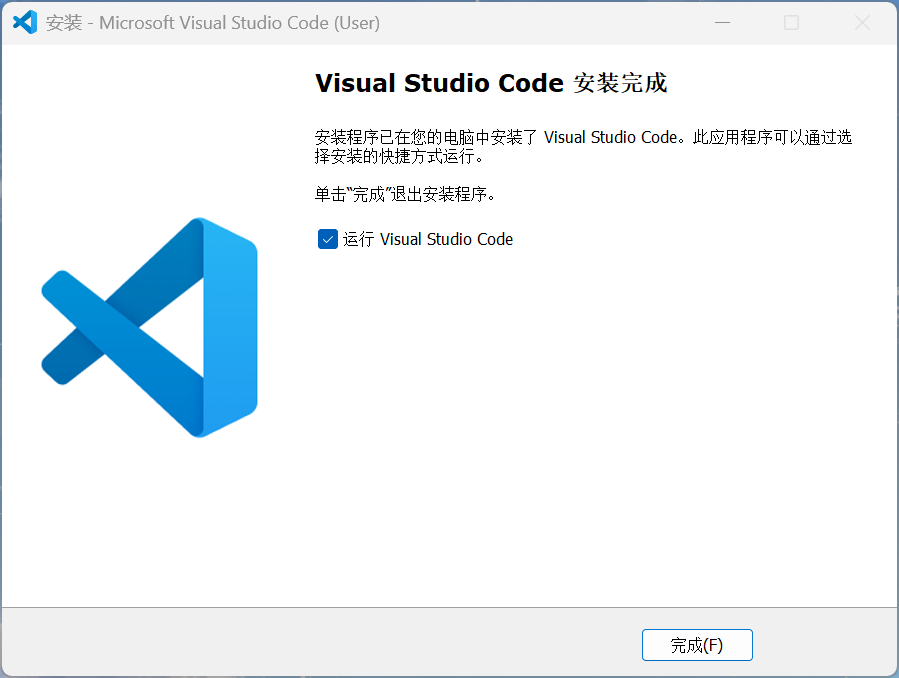 安装 - Microsoft Visual Studio Code (User)
Visual Studio Code 安装完成
安装程序已在您的电脑中安装了 Visual Studio Code。此应用程序可以通过选
择安装的快捷方式运行。
单击“完成”退出安装程序。
运行 Visual Studio Code
完成(F)